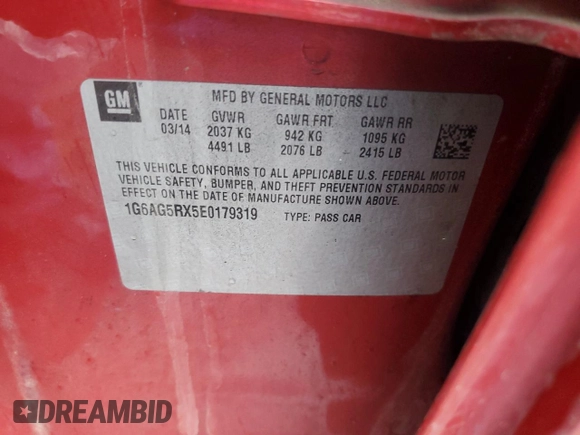 GM
MFD BY GENERAL MOTORS LLC
DATE GVWR GAWR FRT GAWR RR
03/14 2037 KG 942 KG 1095 KG
4491 LB 2076 LB 2415 LB
THIS VEHICLE CONFORMS TO ALL APPLICABLE U.S. FEDERAL MOTOR
VEHICLE SAFETY, BUMPER, AND THEFT PREVENTION STANDARDS IN
EFFECT ON THE DATE OF MANUFACTURE SHOWN ABOVE.
1G6AG5RX5E0179319 TYPE: PASS CAR
DREAMBID